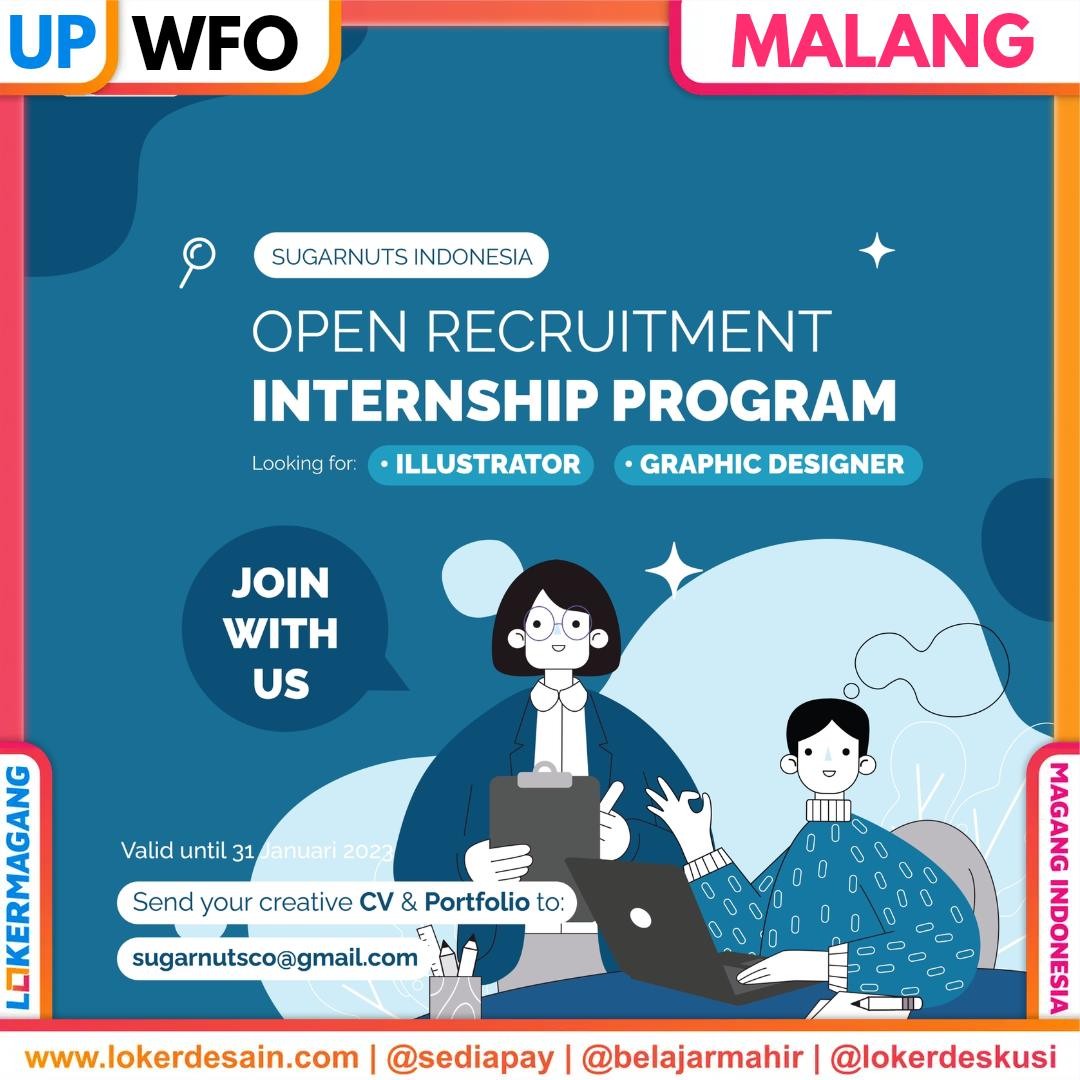 UP WFO
MALANG
SUGARNUTS INDONESIA
OPEN RECRUITMENT
INTERNSHIP PROGRAM
Looking for: • ILLUSTRATOR • GRAPHIC DESIGNER
JOIN
WITH
US
Valid until 31 Januari 2023
Send your creative CV & Portfolio to:
sugarnutsco@gmail.com
LOKERMAGANG
MAGANG INDONESIA
www.lokerdesain.com | @sediapay | @belajarmahir | @lokerdeskusi